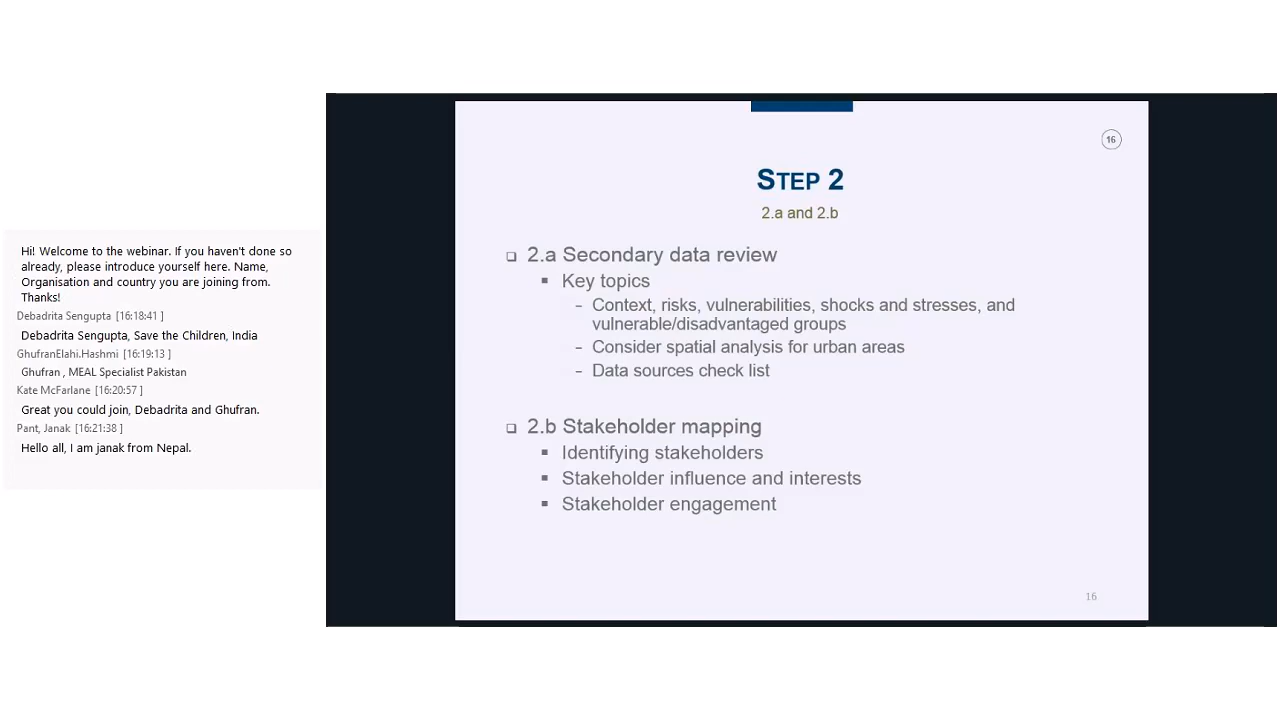 Hi! Welcome to the webinar. If you haven't done so
already, please introduce yourself here. Name,
Organisation and country you are joining from.
Thanks!
Debadrita Sengupta [16:18:41 ]
Debadrita Sengupta, Save the Children, India
GhufranElahi.Hashmi [16:19:13 ]
Ghufran , MEAL Specialist Pakistan
Kate McFarlane [16:20:57 ]
Great you could join, Debadrita and Ghufran.
Pant, Janak [16:21:38 ]
Hello all, I am janak from Nepal.
16
STEP 2
2.a and 2.b
2.a Secondary data review
Key topics
– Context, risks, vulnerabilities, shocks and stresses, and
vulnerable/disadvantaged groups
– Consider spatial analysis for urban areas
– Data sources check list
2.b Stakeholder mapping
Identifying stakeholders
Stakeholder influence and interests
Stakeholder engagement
16